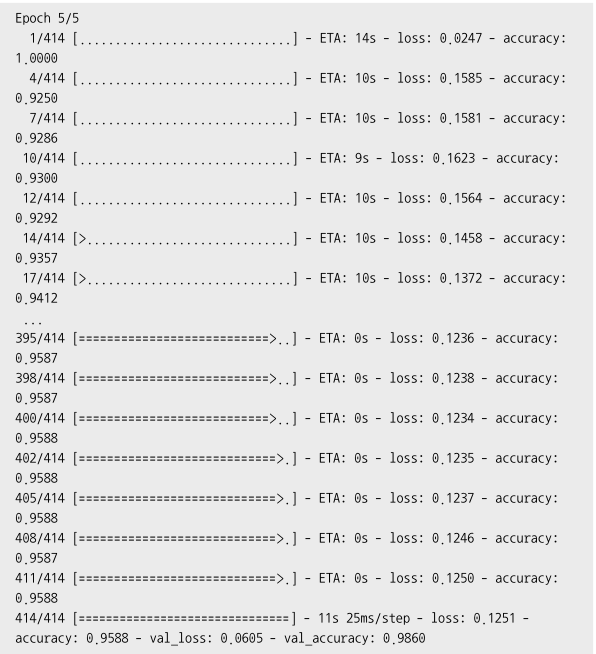 Epoch 5/5
1/414 [..............................] - ETA: 14s - loss: 0.0247 - accuracy:
1.0000
4/414 [..............................] - ETA: 10s - loss: 0.1585 - accuracy:
0.9250
7/414 [..............................] - ETA: 10s - loss: 0.1581 - accuracy:
0.9286
10/414 [..............................] - ETA: 9s - loss: 0.1623 - accuracy:
0.9300
12/414 [..............................] - ETA: 10s - loss: 0.1564 - accuracy:
0.9292
14/414 [>.............................] - ETA: 10s - loss: 0.1458 - accuracy:
0.9357
17/414 [>.............................] - ETA: 10s - loss: 0.1372 - accuracy:
0.9412
...
395/414 [===========================>..] - ETA: 0s - loss: 0.1236 - accuracy:
0.9587
398/414 [===========================>..] - ETA: 0s - loss: 0.1238 - accuracy:
0.9587
400/414 [===========================>..] - ETA: 0s - loss: 0.1234 - accuracy:
0.9588
402/414 [============================>.] - ETA: 0s - loss: 0.1235 - accuracy:
0.9588
405/414 [============================>.] - ETA: 0s - loss: 0.1237 - accuracy:
0.9588
408/414 [============================>.] - ETA: 0s - loss: 0.1246 - accuracy:
0.9587
411/414 [============================>.] - ETA: 0s - loss: 0.1250 - accuracy:
0.9588
414/414 [==============================] - 11s 25ms/step - loss: 0.1251 -
accuracy: 0.9588 - val_loss: 0.0605 - val_accuracy: 0.9860